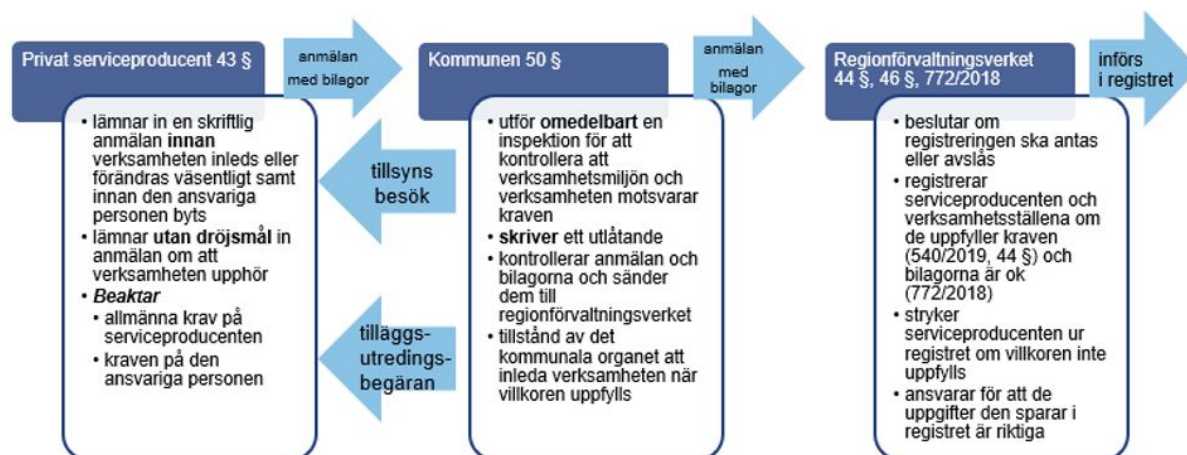 Privat serviceproducent 43 §
anmälan
med bilagor
Kommunen 50 §
anmälan
med
bilagor
Regionförvaltningsverket
44 §, 46 §, 772/2018
införs
i registret
• lämnar in en skriftlig
anmälan innan
verksamheten inleds eller
förändras väsentligt samt
innan den ansvariga
personen byts
• lämnar utan dröjsmål in
anmälan om att
verksamheten upphör
• Beaktar
• allmänna krav på
serviceproducenten
• kraven på den
ansvariga personen
tillsyns
besök
tilläggs-
utredings-
begäran
• utför omedelbart en
inspektion för att
kontrollera att
verksamhetsmiljön och
verksamheten motsvarar
kraven
• skriver ett utlåtande
• kontrollerar anmälan och
bilagorna och sänder
dem till
regionförvaltningsverket
• tillstånd av det
kommunala organet att
inleda verksamheten när
villkoren uppfylls
• beslutar om
registreringen ska antas
eller avslås
• registrerar
serviceproducenten och
verksamhetsställena om
de uppfyller kraven
(540/2019, 44 §) och
bilagorna är ok
(772/2018)
• stryker
serviceproducenten ur
registret om villkoren inte
uppfylls
• ansvarar för att de
uppgifter den sparar i
registret är riktiga